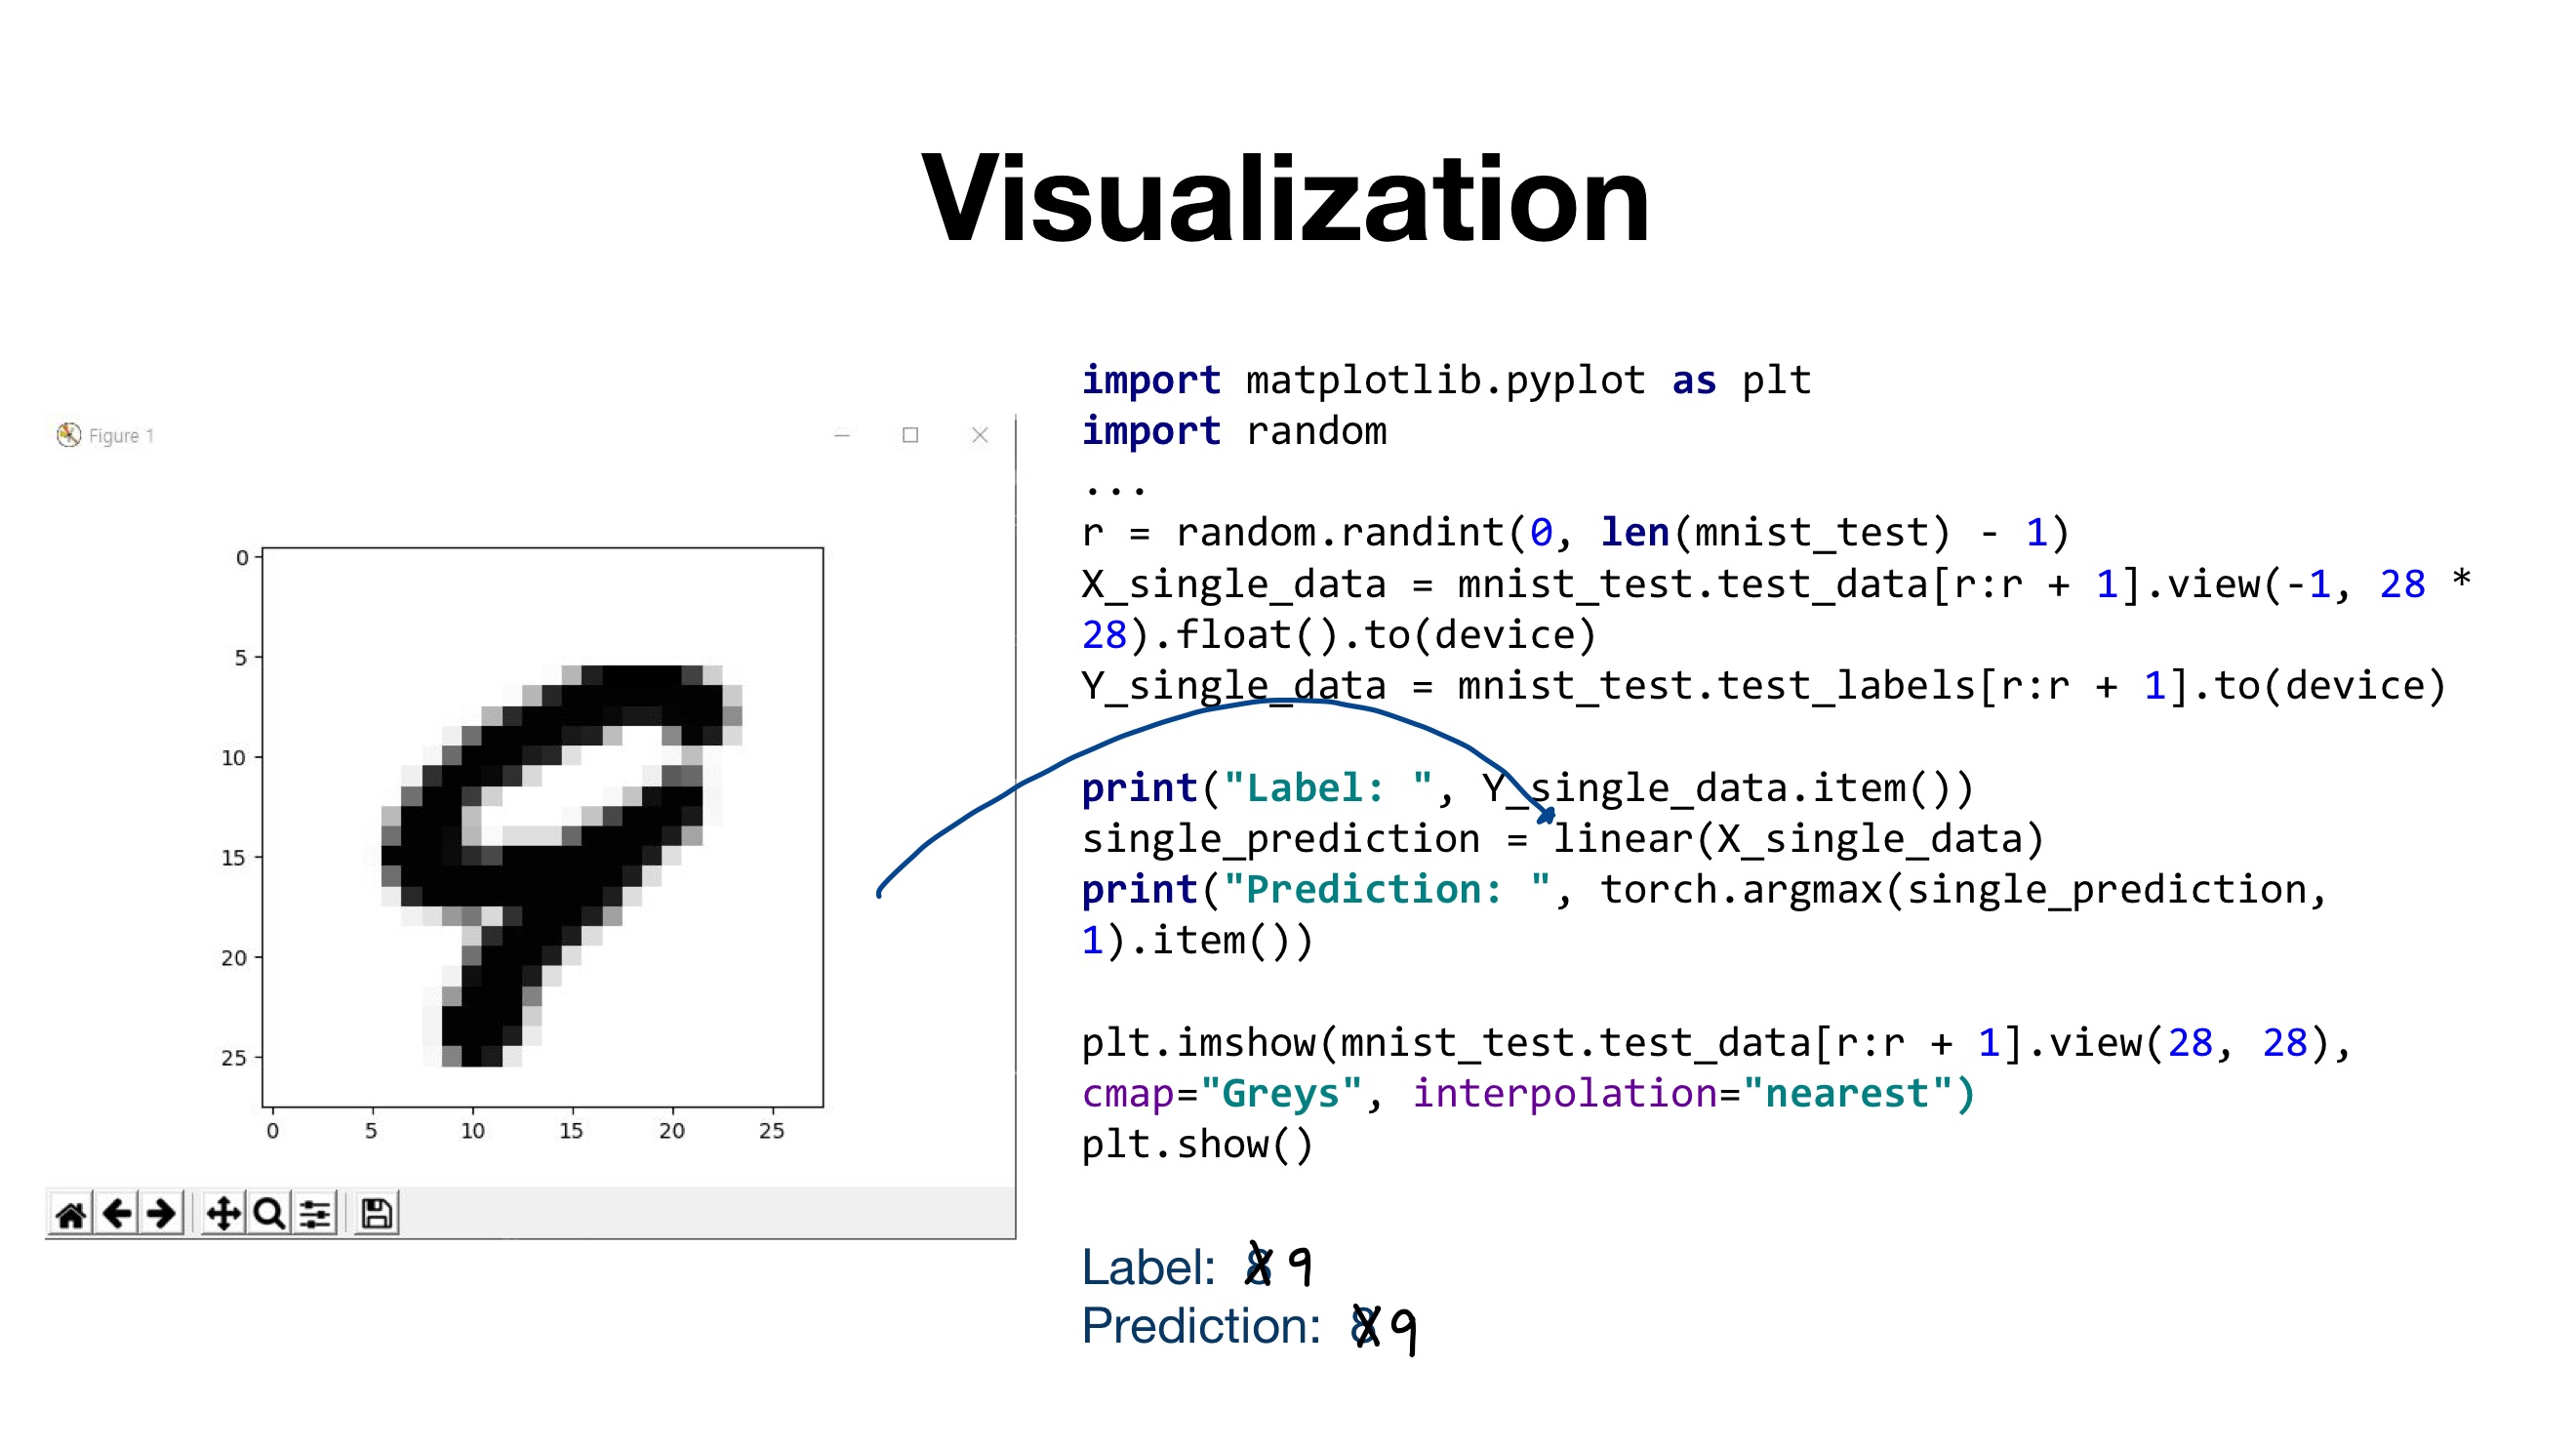 Visualization
Figure 1
0
5
10
15
20
25
0 5 10 15 20 25
import matplotlib.pyplot as plt
import random
...
r = random.randint(0, len(mnist_test) - 1)
X_single_data = mnist_test.test_data[r:r + 1].view(-1, 28 *
28).float().to(device)
Y_single_data = mnist_test.test_labels[r:r + 1].to(device)
print("Label: ", Y_single_data.item())
single_prediction = linear(X_single_data)
print("Prediction: ", torch.argmax(single_prediction,
1).item())
plt.imshow(mnist_test.test_data[r:r + 1].view(28, 28),
cmap="Greys", interpolation="nearest")
plt.show()
Label: 8 9
Prediction: 8 9